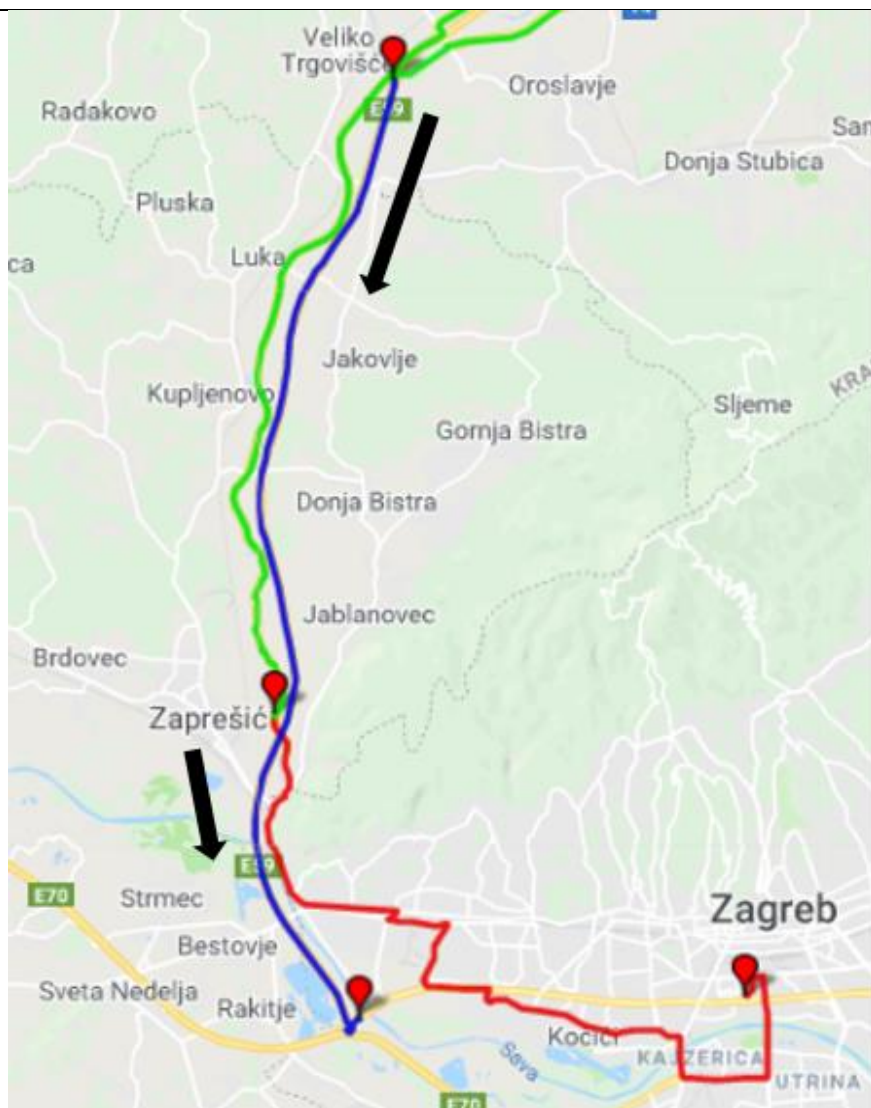 Veliko
Trgovišće
Oroslavje
E59
Radakovo
Donja Stubica
Pluska
Luka
Jakovlje
Kupljenovo
Sljeme
Gornja Bistra
Donja Bistra
Jablanovec
Brdovec
Zaprešić
E59
E70
Strmec
Zagreb
Bestovje
Sveta Nedelja
Rakitje
Sava
KAJZERICA
UTRINA
E70